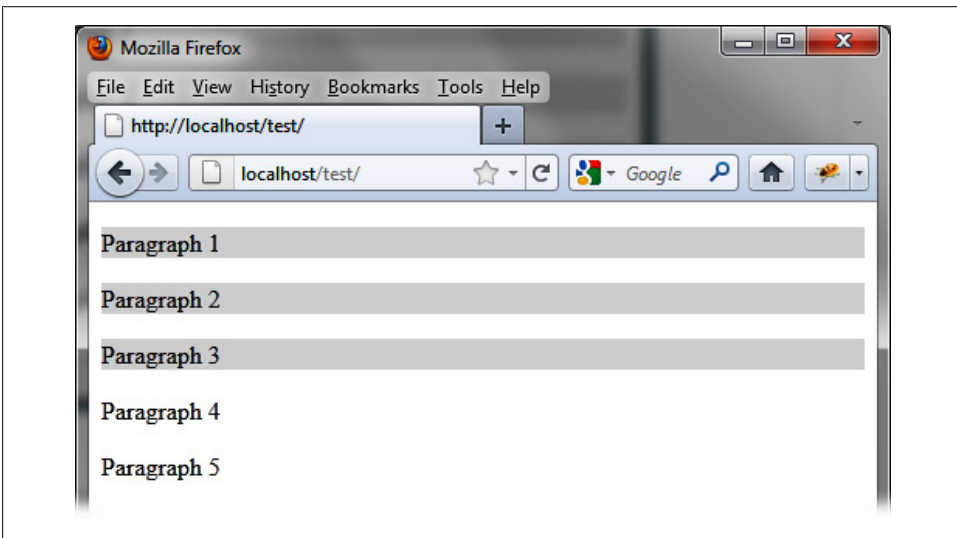 Mozilla Firefox
File Edit View History Bookmarks Tools Help
http://localhost/test/
localhost/test/ Google
Paragraph 1
Paragraph 2
Paragraph 3
Paragraph 4
Paragraph 5